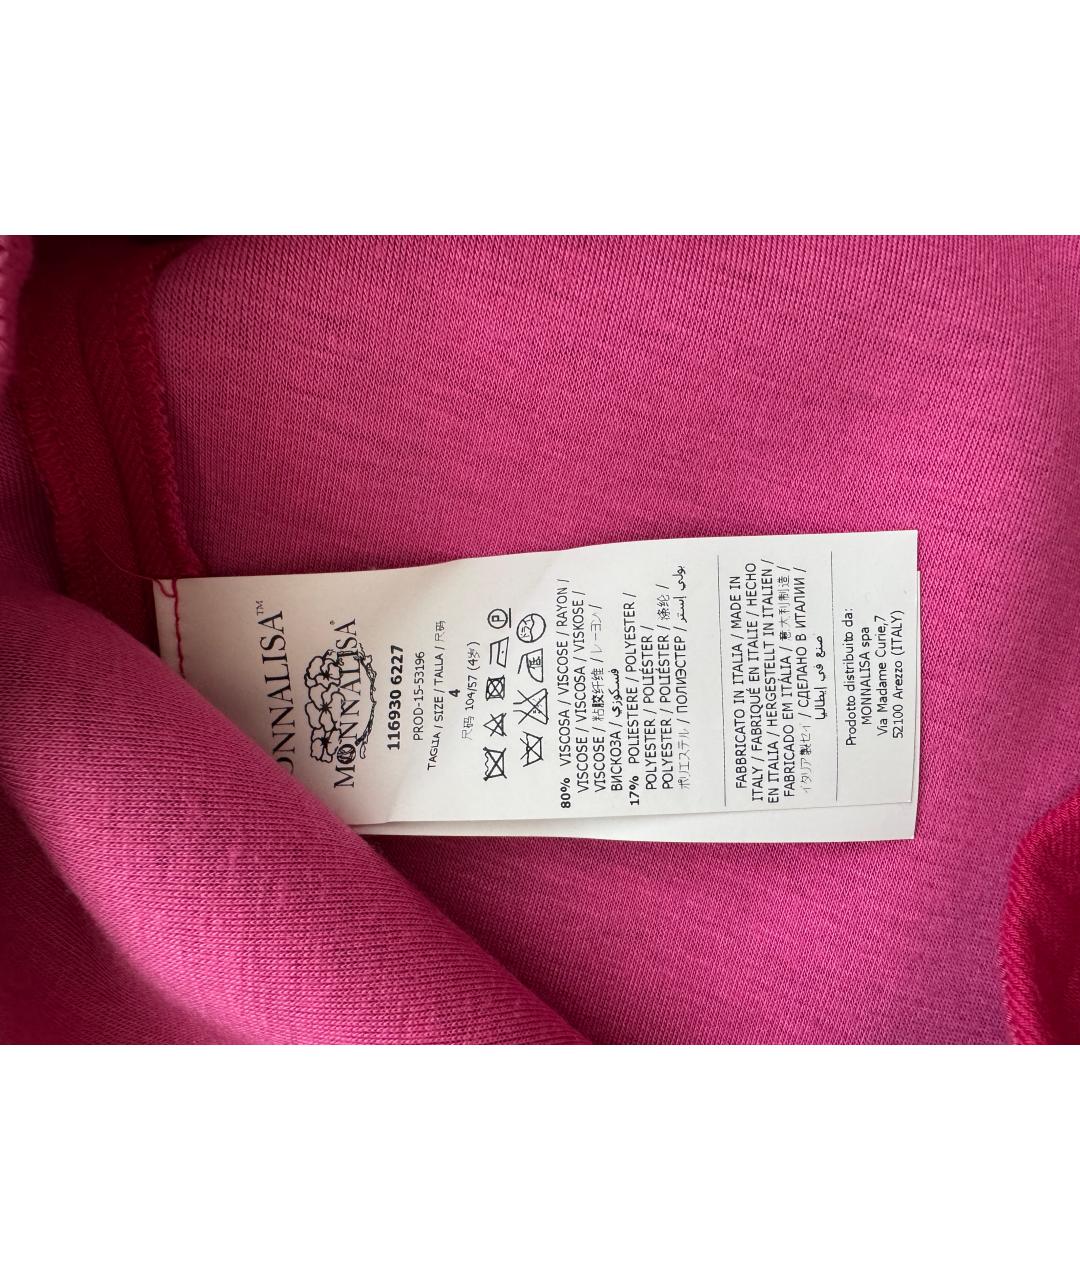 ONNALISA™
MONNALISA®
116930 6227
PROD-15-53196
TAGLIA / SIZE / TALLA / 尺码
4
尺码 104/57 (4岁)
P
80% VISCOSA / VISCOSE / RAYON /
VISCOSE / VISCOSA / VISKOSE /
VISCOSE / 粘胶纤维 / レーヨン /
ВИСКОЗА / فسكوزي
17% POLIESTERE / POLYESTER /
POLYESTER / POLIÉSTER /
POLYESTER / POLIÉSTER / 涤纶 /
ポリエステル / ПОЛИЭСТЕР / بولي إستر
FABBRICATO IN ITALIA / MADE IN
ITALY / FABRIQUÉ EN ITALIE / HECHO
EN ITALIA / HERGESTELLT IN ITALIEN /
FABRICADO EM ITÁLIA / 意大利制造 /
イタリア製 / СДЕЛАНО В ИТАЛИИ /
صنع في إيطاليا
Prodotto distribuito da:
MONNALISA spa
Via Madame Curie,7
52100 Arezzo (ITALY)